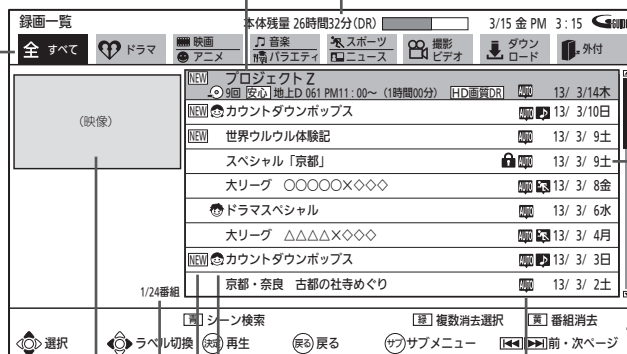 録画一覧 本体残量 26時間32分(DR) 3/15 金 PM 3:15 GGUIDE
全 すべて ドラマ 映画 アニメ 音楽 バラエティ スポーツ ニュース 撮影ビデオ ダウンロード 外付
(映像)
NEW プロジェクトZ
9回 安心 地上D 061 PM11:00～ (1時間00分) HD画質DR AUTO 13/ 3/14木
NEW カウントダウンポップス AUTO 13/ 3/10日
NEW 世界ウルウル体験記 AUTO 13/ 3/ 9土
スペシャル「京都」 AUTO 13/ 3/ 9土
大リーグ ○○○○○×◇◇◇ AUTO 13/ 3/ 8金
ドラマスペシャル AUTO 13/ 3/ 6水
大リーグ △△△△×◇◇◇ AUTO 13/ 3/ 4月
NEW カウントダウンポップス AUTO 13/ 3/ 3日
京都・奈良 古都の社寺めぐり AUTO 13/ 3/ 2土
1/24番組
青 シーン検索 緑 複数消去選択 黄 番組消去
選択 ラベル切換 決定 再生 戻る 戻る サブ サブメニュー 前・次ページ